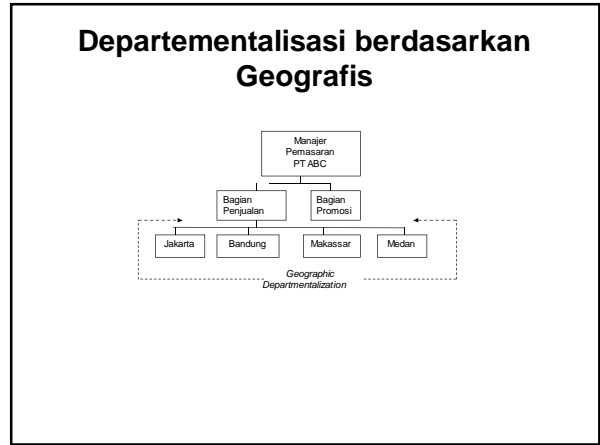 Departementalisasi berdasarkan
Geografis
Manajer
Pemasaran
PT ABC
Bagian
Penjualan
Bagian
Promosi
Jakarta
Bandung
Makassar
Medan
Geographic
Departmentalization